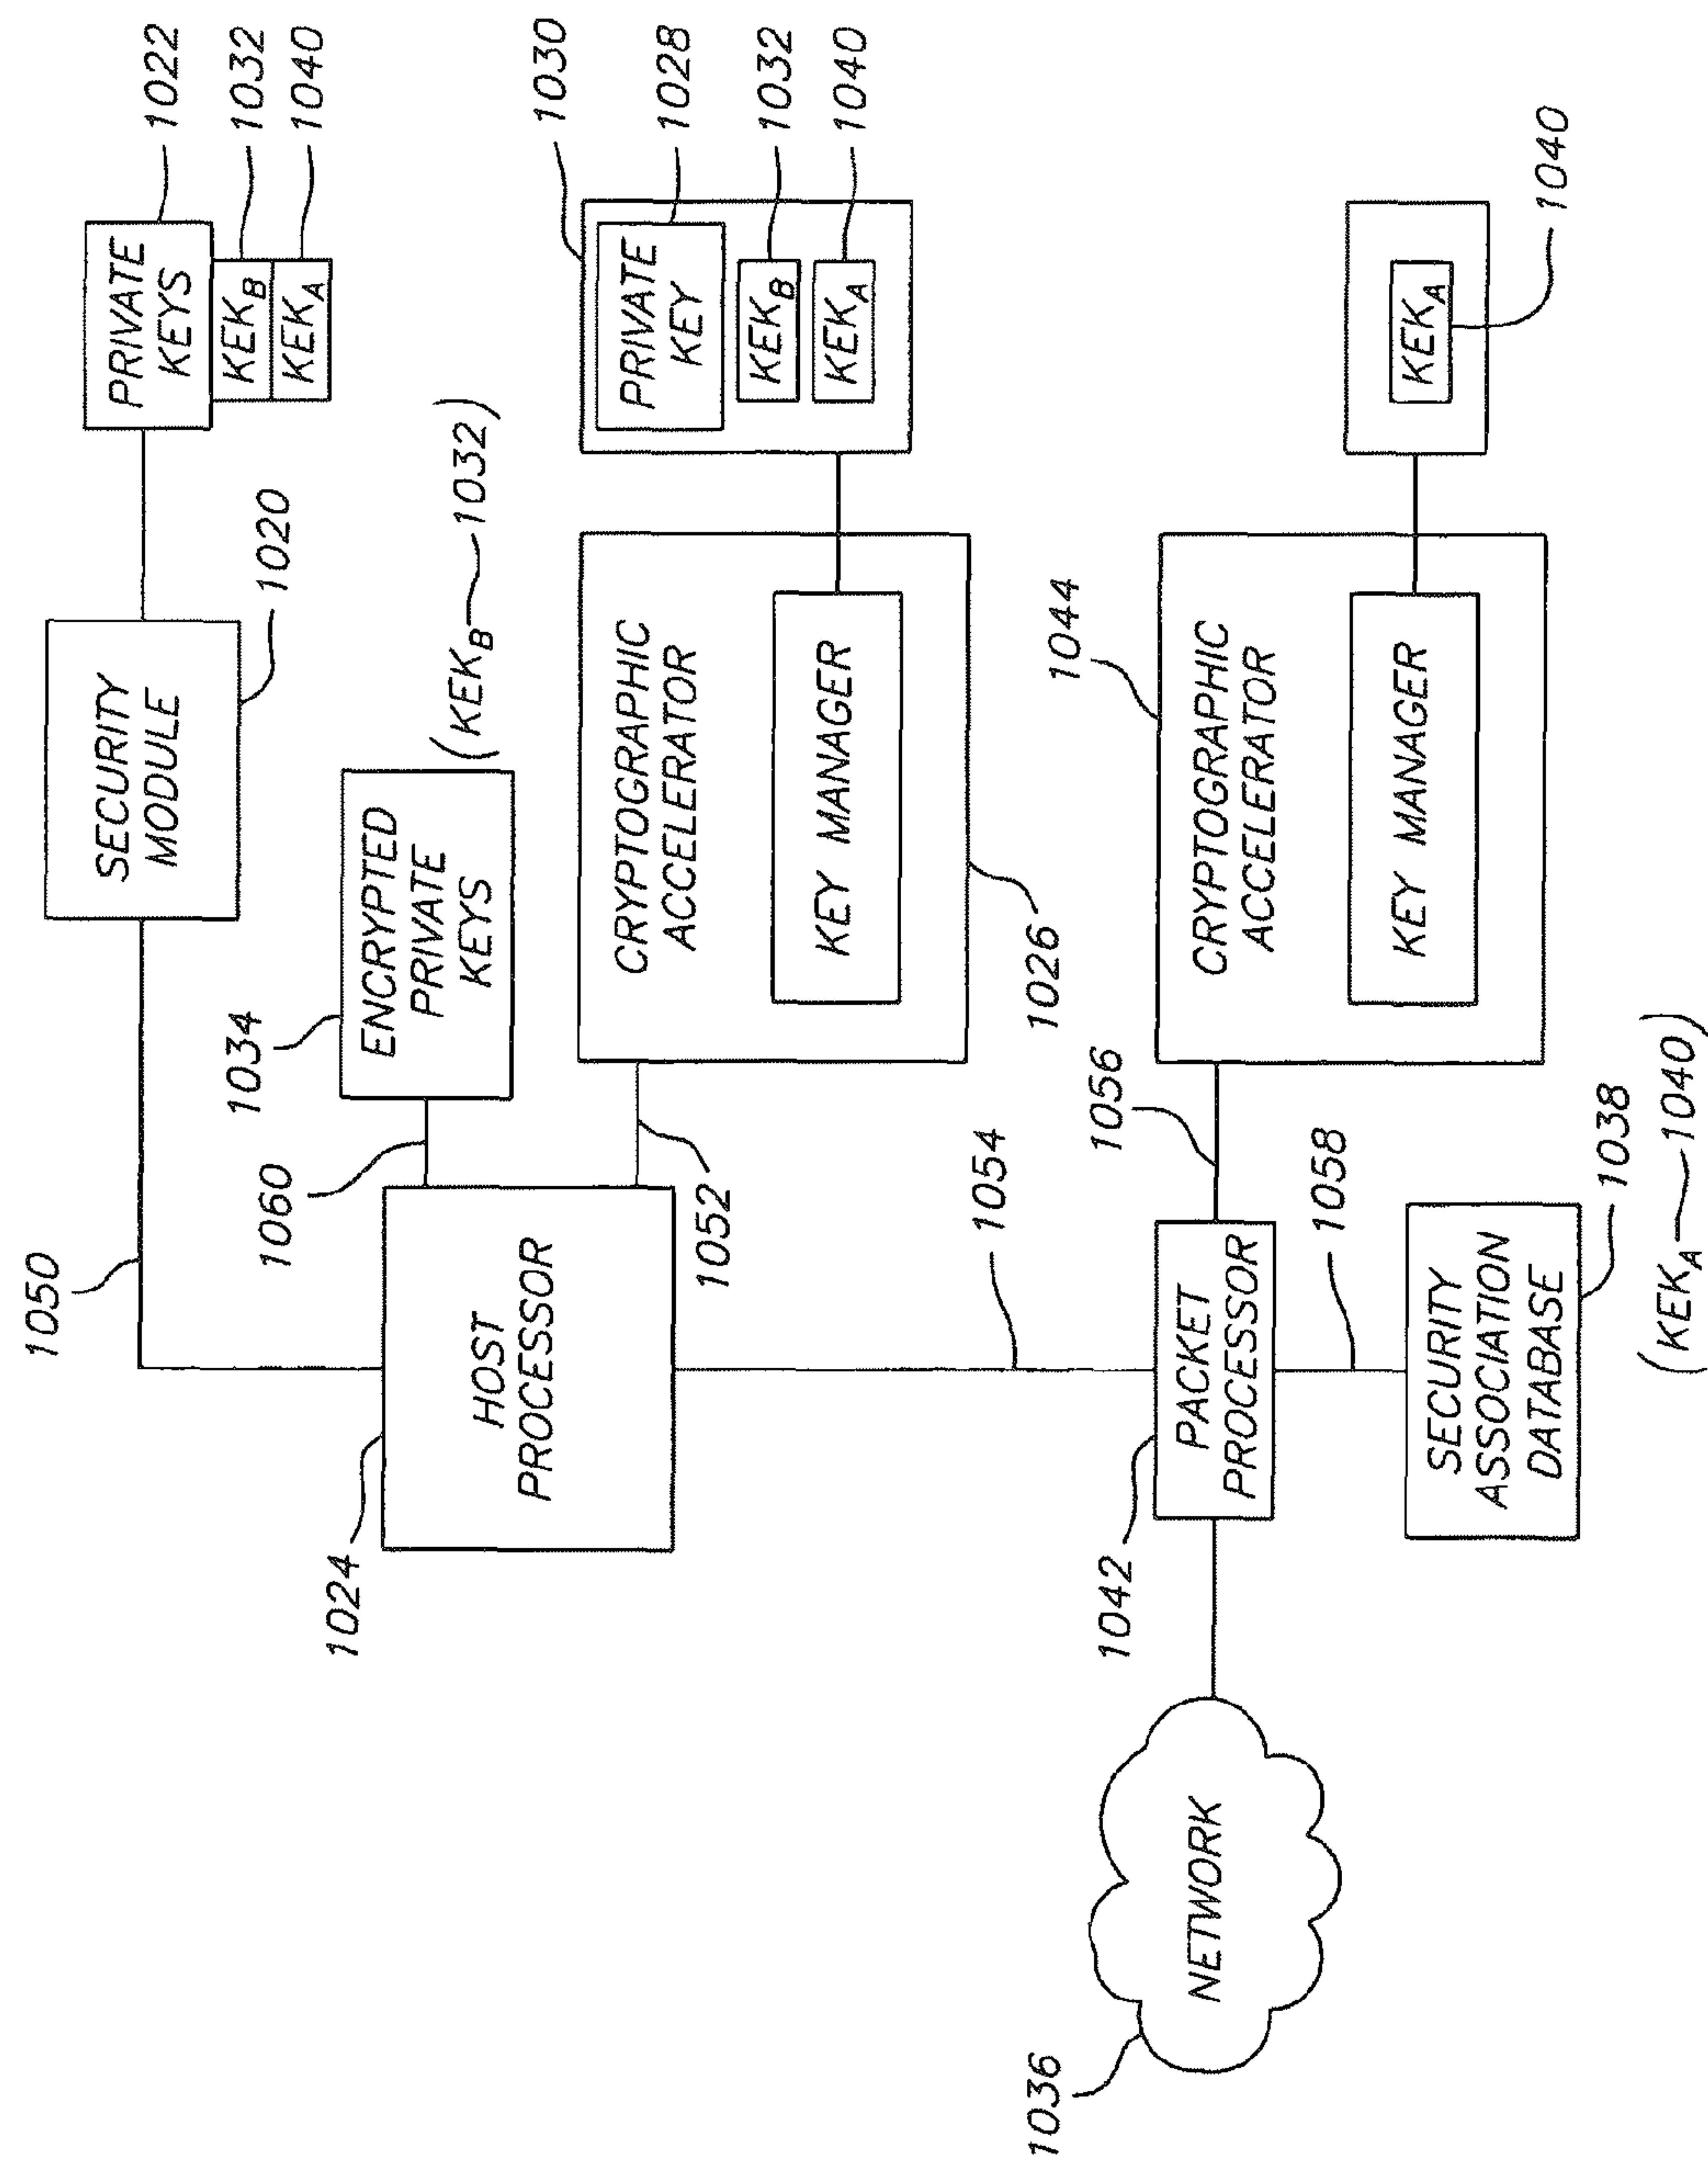 1050
SECURITY
MODULE
1020
PRIVATE
KEYS
1022
KEKB
1032
KEKA
1040
1034
ENCRYPTED
PRIVATE
KEYS
(KEKB 1032)
1060
1024
HOST
PROCESSOR
1052
CRYPTOGRAPHIC
ACCELERATOR
KEY MANAGER
1026
1030
PRIVATE
KEY
1028
KEKB
1032
KEKA
1040
1054
1056
1044
CRYPTOGRAPHIC
ACCELERATOR
KEY MANAGER
KEKA
1040
1036
NETWORK
1042
PACKET
PROCESSOR
1058
SECURITY
ASSOCIATION
DATABASE
1038
(KEKA 1040)